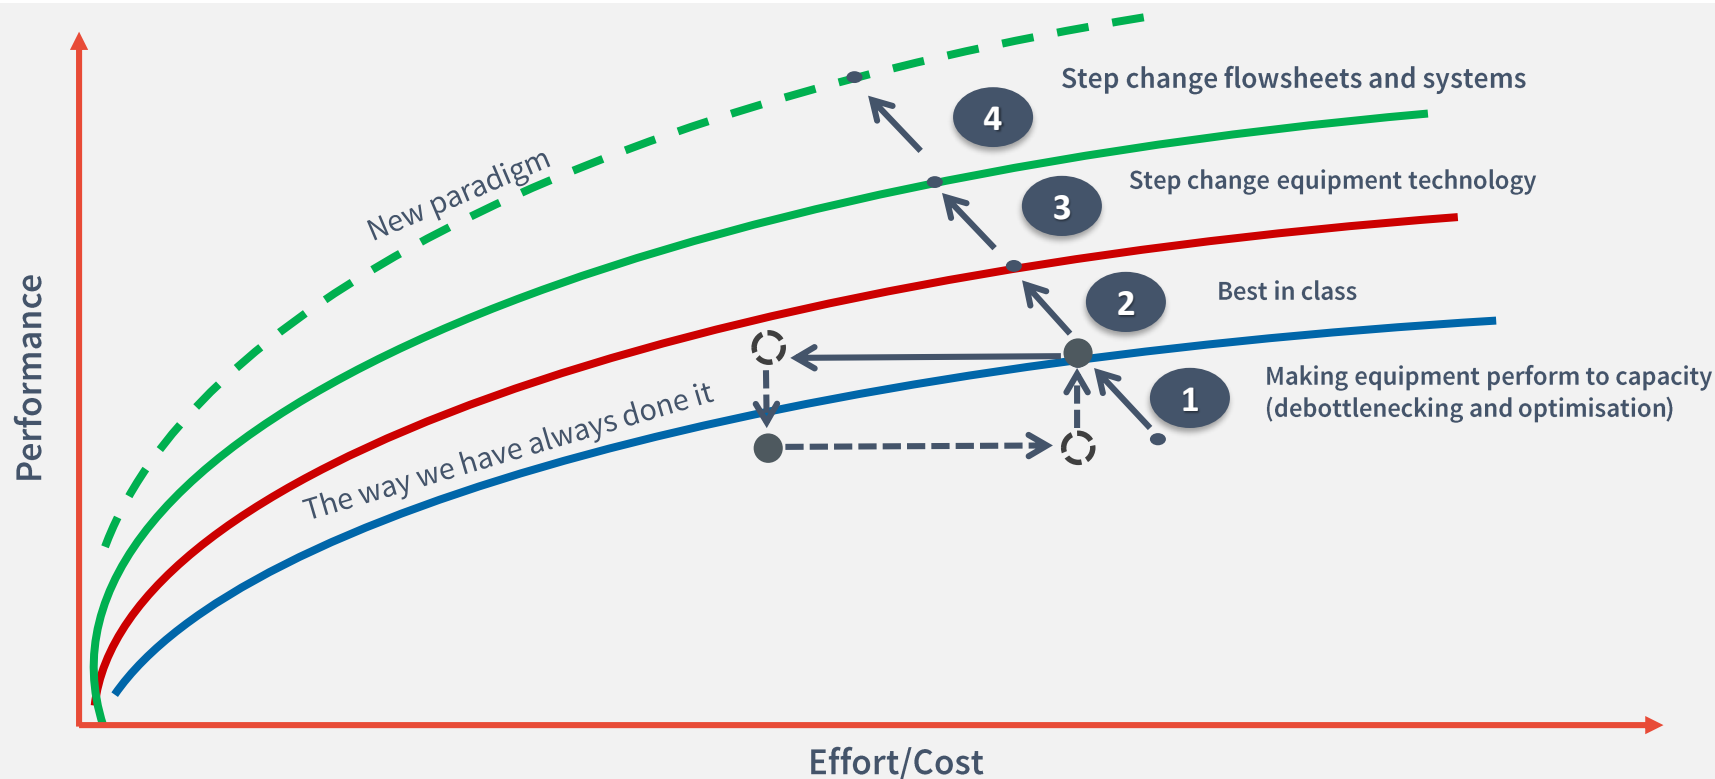 Step change flowsheets and systems
4
New paradigm
Step change equipment technology
3
Best in class
2
Performance
Making equipment perform to capacity
(debottlenecking and optimisation)
1
The way we have always done it
Effort/Cost